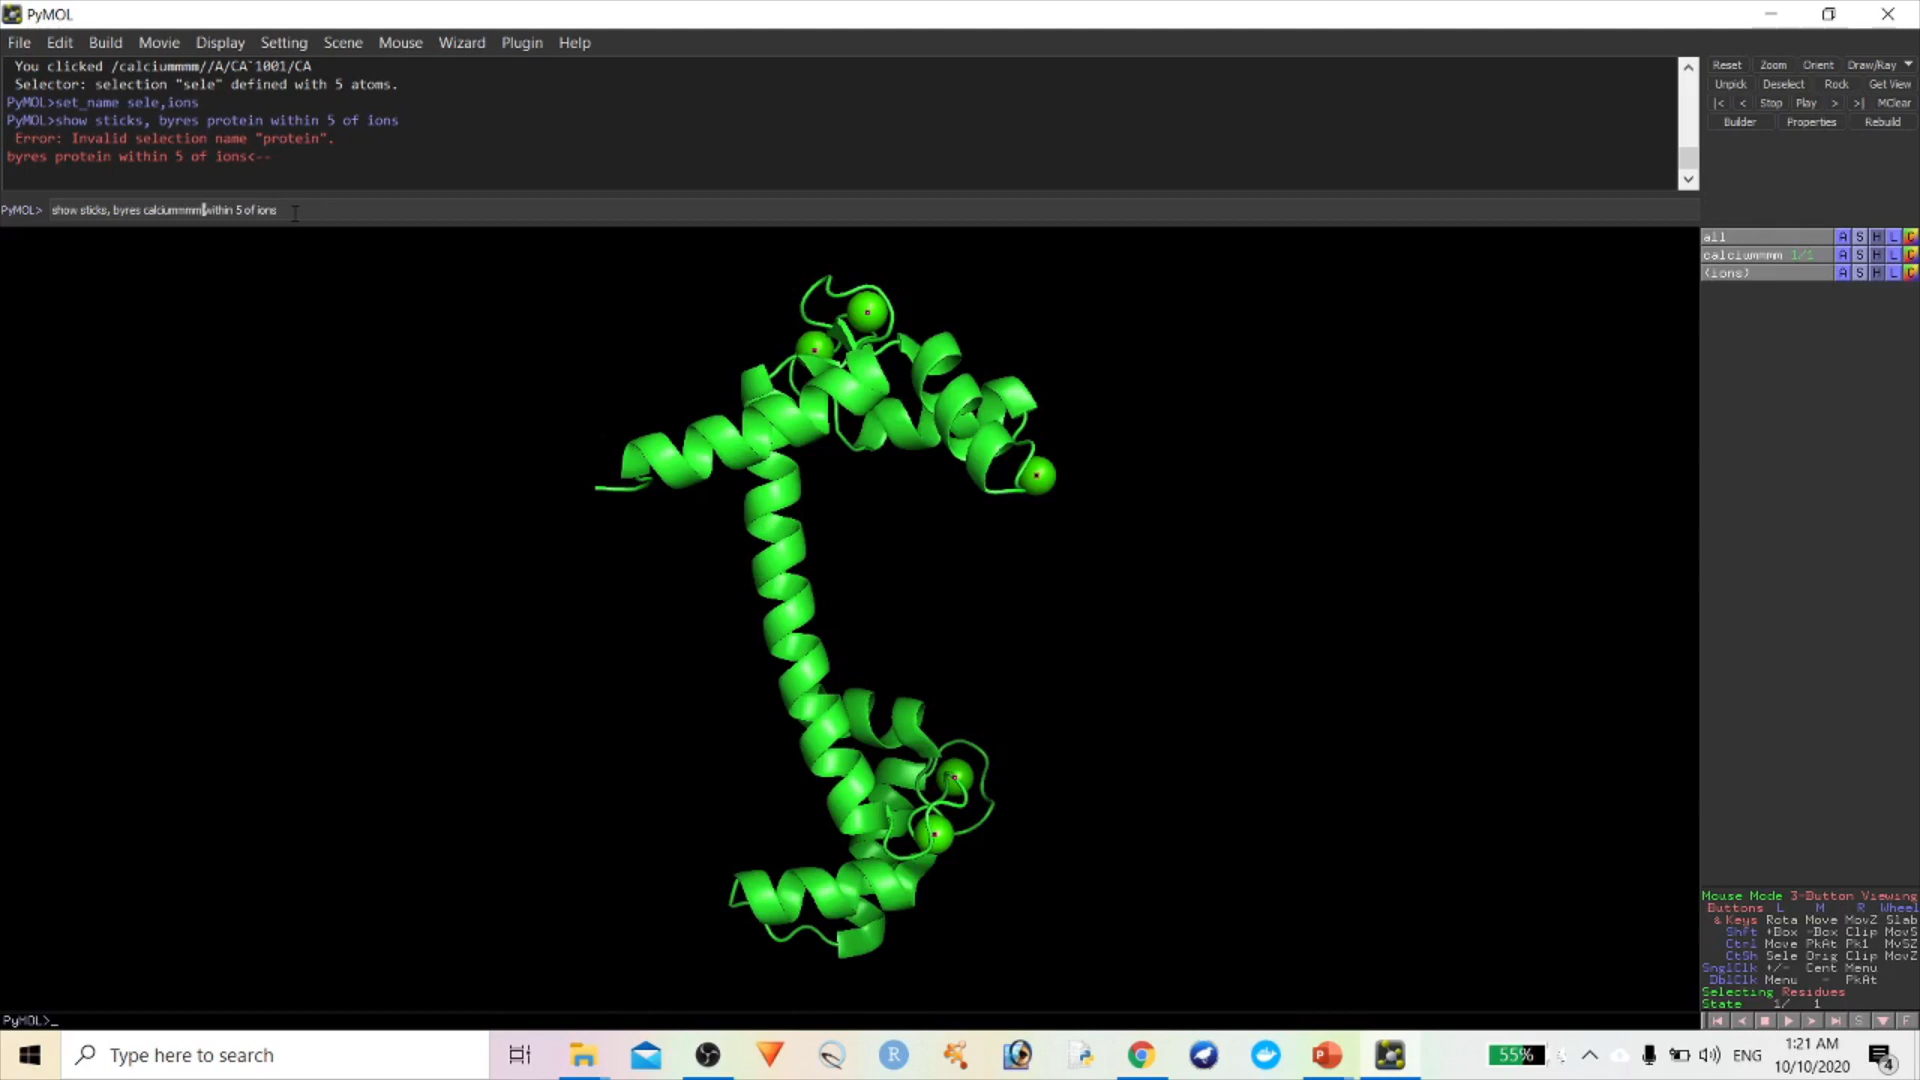 PyMOL
File Edit Build Movie Display Setting Scene Mouse Wizard Plugin Help
You clicked /calciummmm//A/CA`1001/CA
Selector: selection "sele" defined with 5 atoms.
PyMOL>set_name sele,ions
PyMOL>show sticks, byres protein within 5 of ions
Error: Invalid selection name "protein".
byres protein within 5 of ions<--
PyMOL> show sticks, byres calciummmm within 5 of ions
Reset Zoom Orient Draw/Ray
Unpick Deselect Rock Get View
|< < Stop Play > >| MClear
Builder Properties Rebuild
all A S H L C
calciummmm 1/1 A S H L C
(ions) A S H L C
Mouse Mode 3-Button Viewing
Buttons L M R Wheel
& Keys Rota Move MovZ Slab
Shft +Box -Box Clip MovS
Ctrl Move PkAt Pk1 MvSZ
CtSh Sele Orig Clip MovZ
SnglClk +/- Cent Menu
DblClk Menu - PkAt
Selecting Residues
State 1/ 1
S F
PyMOL>_
Type here to search
R
P
55%
ENG
1:21 AM
10/10/2020
4